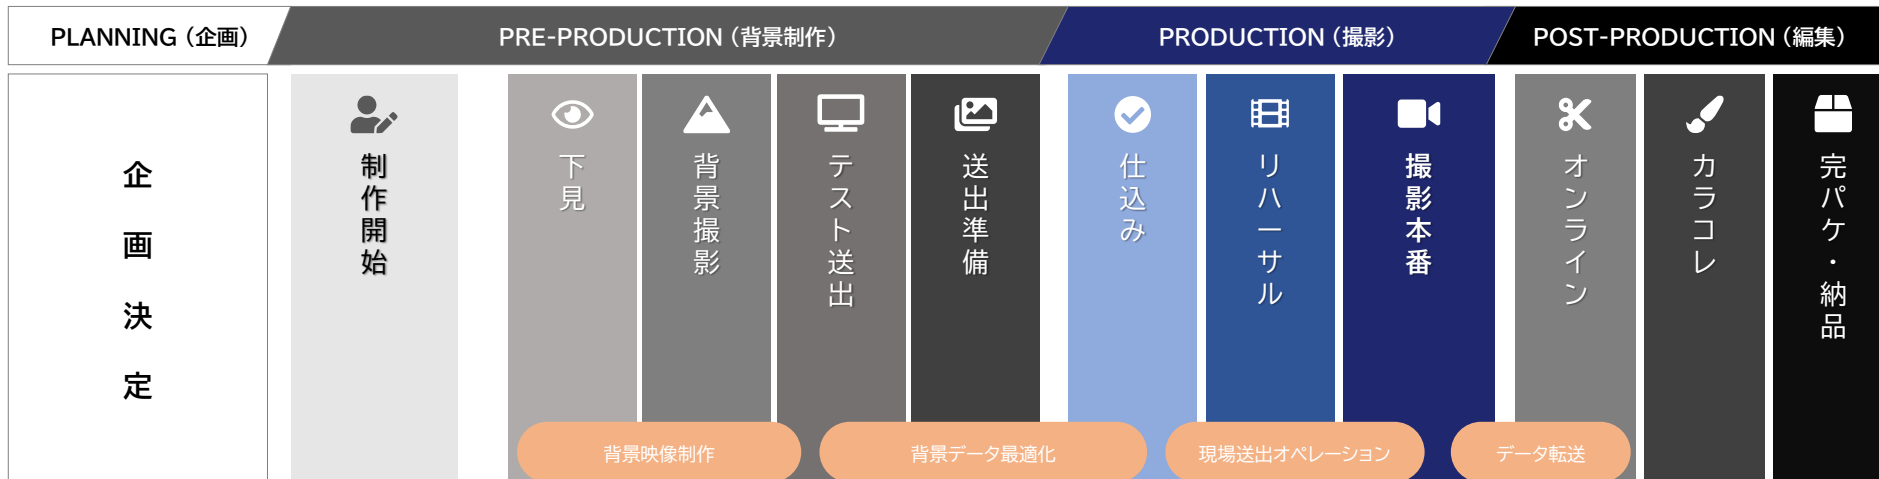 PLANNING（企画）
PRE-PRODUCTION（背景制作）
PRODUCTION（撮影）
POST-PRODUCTION（編集）
企画決定
制作開始
下見
背景撮影
テスト送出
送出準備
仕込み
リハーサル
撮影本番
オンライン
カラコレ
完パケ・納品
背景映像制作
背景データ最適化
現場送出オペレーション
データ転送